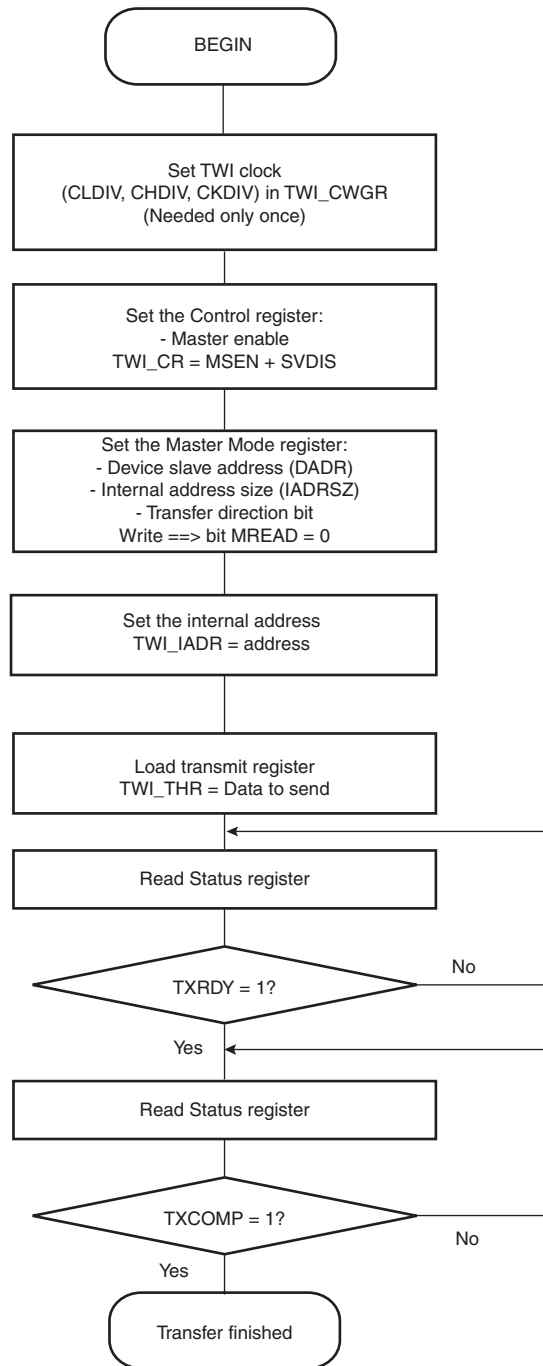 BEGIN
Set TWI clock
(CLDIV, CHDIV, CKDIV) in TWI_CWGR
(Needed only once)
Set the Control register:
- Master enable
TWI_CR = MSEN + SVDIS
Set the Master Mode register:
- Device slave address (DADR)
- Internal address size (IADRSZ)
- Transfer direction bit
Write ==> bit MREAD = 0
Set the internal address
TWI_IADR = address
Load transmit register
TWI_THR = Data to send
Read Status register
TXRDY = 1?
No
Yes
Read Status register
TXCOMP = 1?
No
Yes
Transfer finished